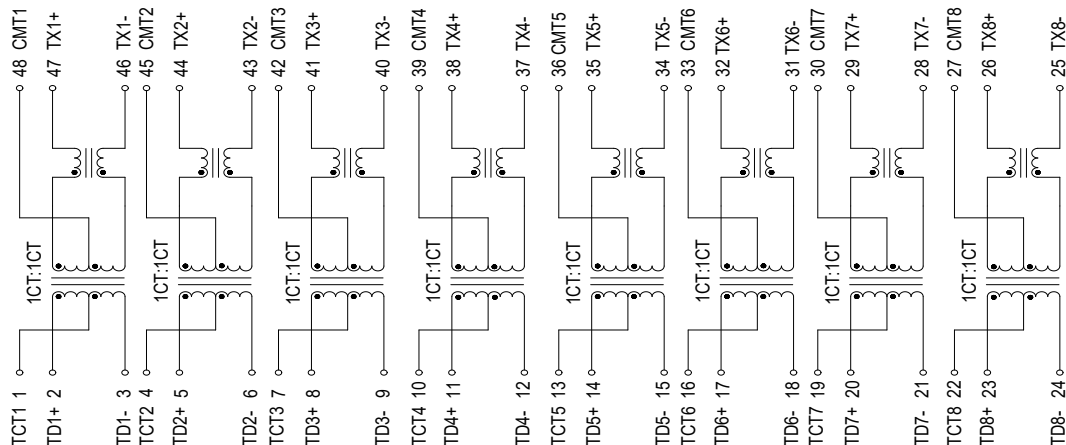 48 CMT1
47 TX1+
46 TX1-
45 CMT2
44 TX2+
43 TX2-
42 CMT3
41 TX3+
40 TX3-
39 CMT4
38 TX4+
37 TX4-
36 CMT5
35 TX5+
34 TX5-
33 CMT6
32 TX6+
31 TX6-
30 CMT7
29 TX7+
28 TX7-
27 CMT8
26 TX8+
25 TX8-
1CT:1CT
1CT:1CT
1CT:1CT
1CT:1CT
1CT:1CT
1CT:1CT
1CT:1CT
1CT:1CT
TCT1 1
TD1+ 2
TD1- 3
TCT2 4
TD2+ 5
TD2- 6
TCT3 7
TD3+ 8
TD3- 9
TCT4 10
TD4+ 11
TD4- 12
TCT5 13
TD5+ 14
TD5- 15
TCT6 16
TD6+ 17
TD6- 18
TCT7 19
TD7+ 20
TD7- 21
TCT8 22
TD8+ 23
TD8- 24